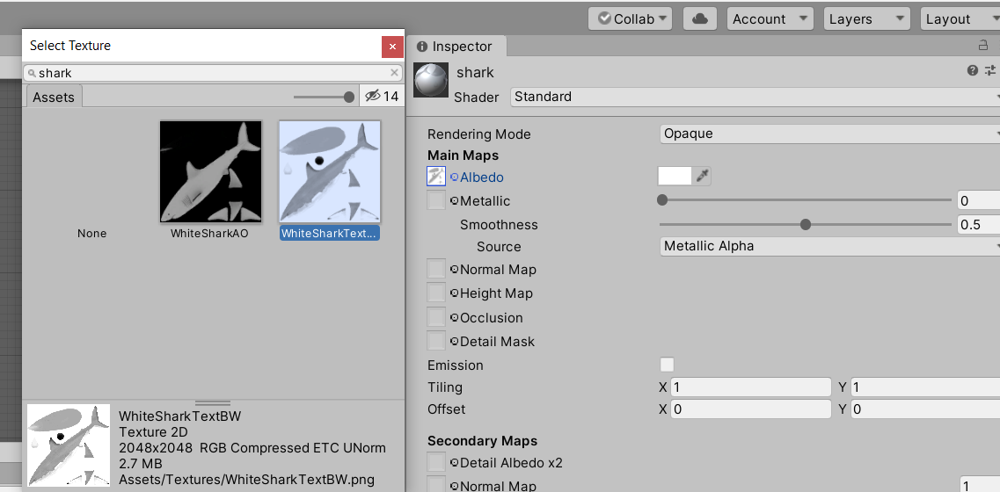 Collab
Account
Layers
Layout
Select Texture
shark
Assets
14
None
WhiteSharkAO
WhiteSharkText...
WhiteSharkTextBW
Texture 2D
2048x2048 RGB Compressed ETC UNorm
2.7 MB
Assets/Textures/WhiteSharkTextBW.png
Inspector
shark
Shader Standard
Rendering Mode Opaque
Main Maps
Albedo
Metallic 0
Smoothness 0.5
Source Metallic Alpha
Normal Map
Height Map
Occlusion
Detail Mask
Emission
Tiling X 1 Y 1
Offset X 0 Y 0
Secondary Maps
Detail Albedo x2
Normal Map 1